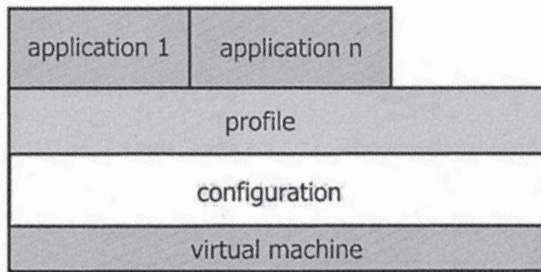 application 1 application n
profile
configuration
virtual machine